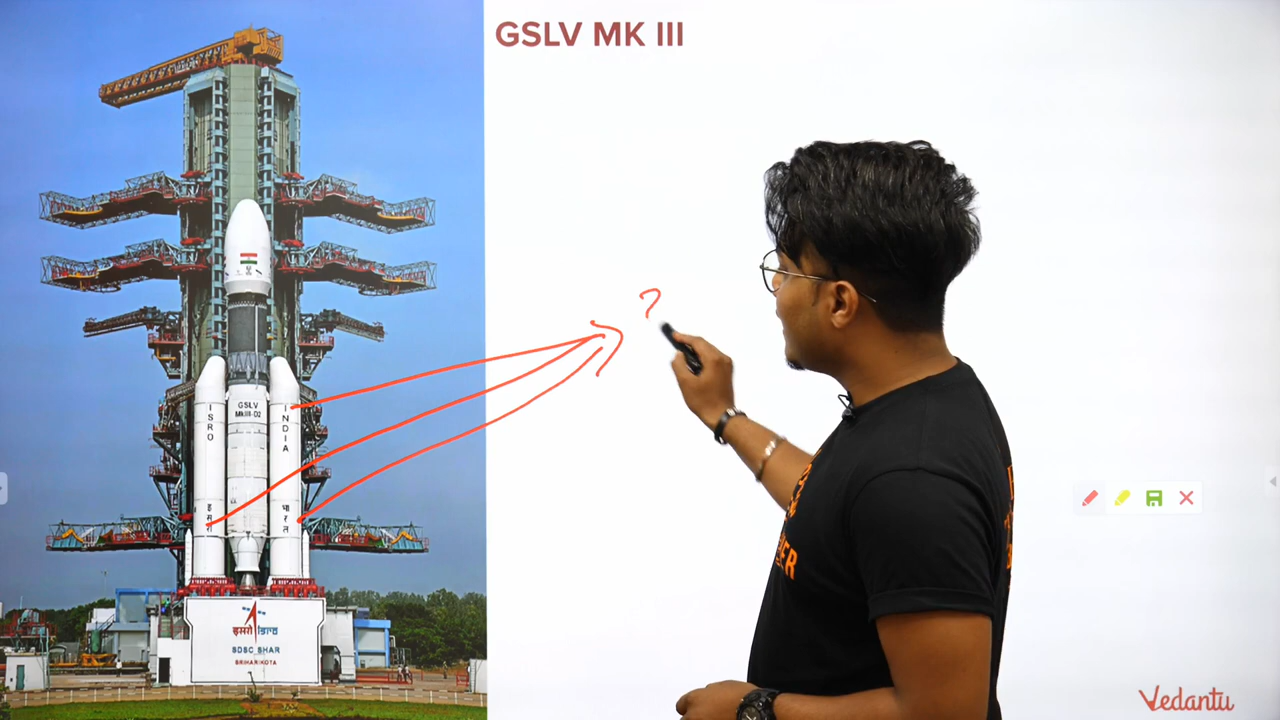 GSLV MK III
?
ISRO
INDIA
GSLV
MkIII-D2
इसरो
भारत
इसरो isro
SDSC SHAR
SRIHARIKOTA
Vedantu